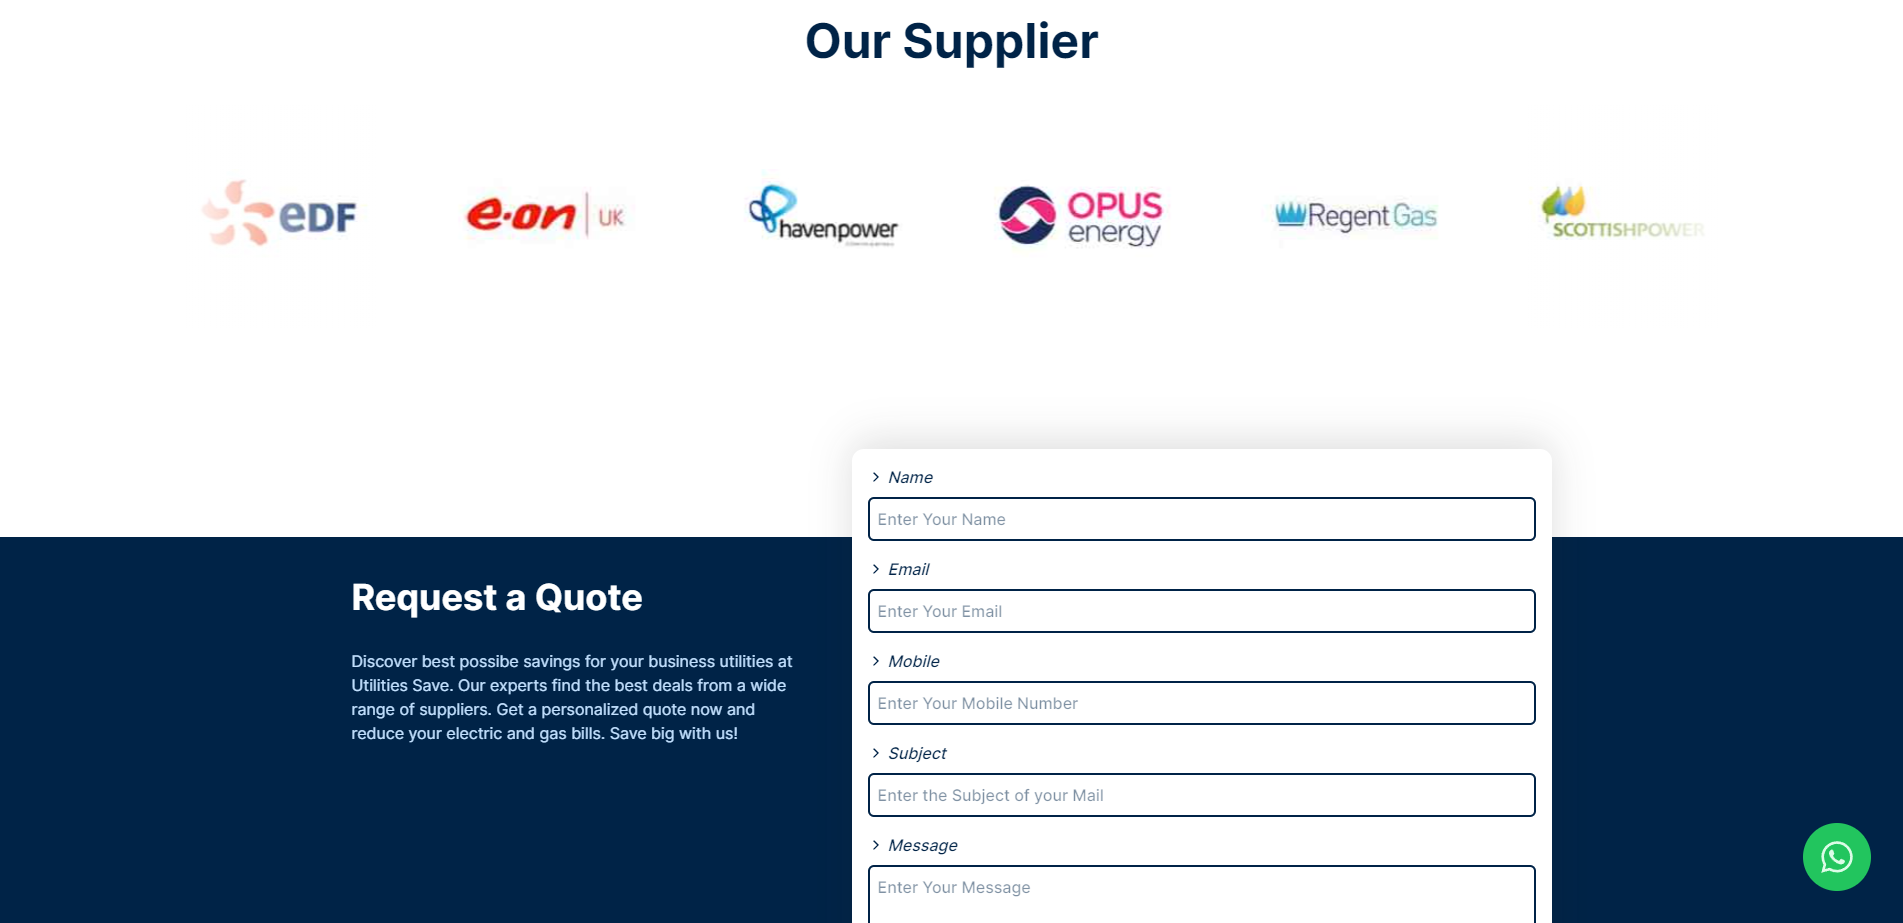 Our Supplier
eDF
e·on | UK
havenpower
OPUS
energy
Regent Gas
SCOTTISHPOWER
Name
Enter Your Name
Email
Enter Your Email
Mobile
Enter Your Mobile Number
Subject
Enter the Subject of your Mail
Message
Enter Your Message
Request a Quote
Discover best possibe savings for your business utilities at
Utilities Save. Our experts find the best deals from a wide
range of suppliers. Get a personalized quote now and
reduce your electric and gas bills. Save big with us!